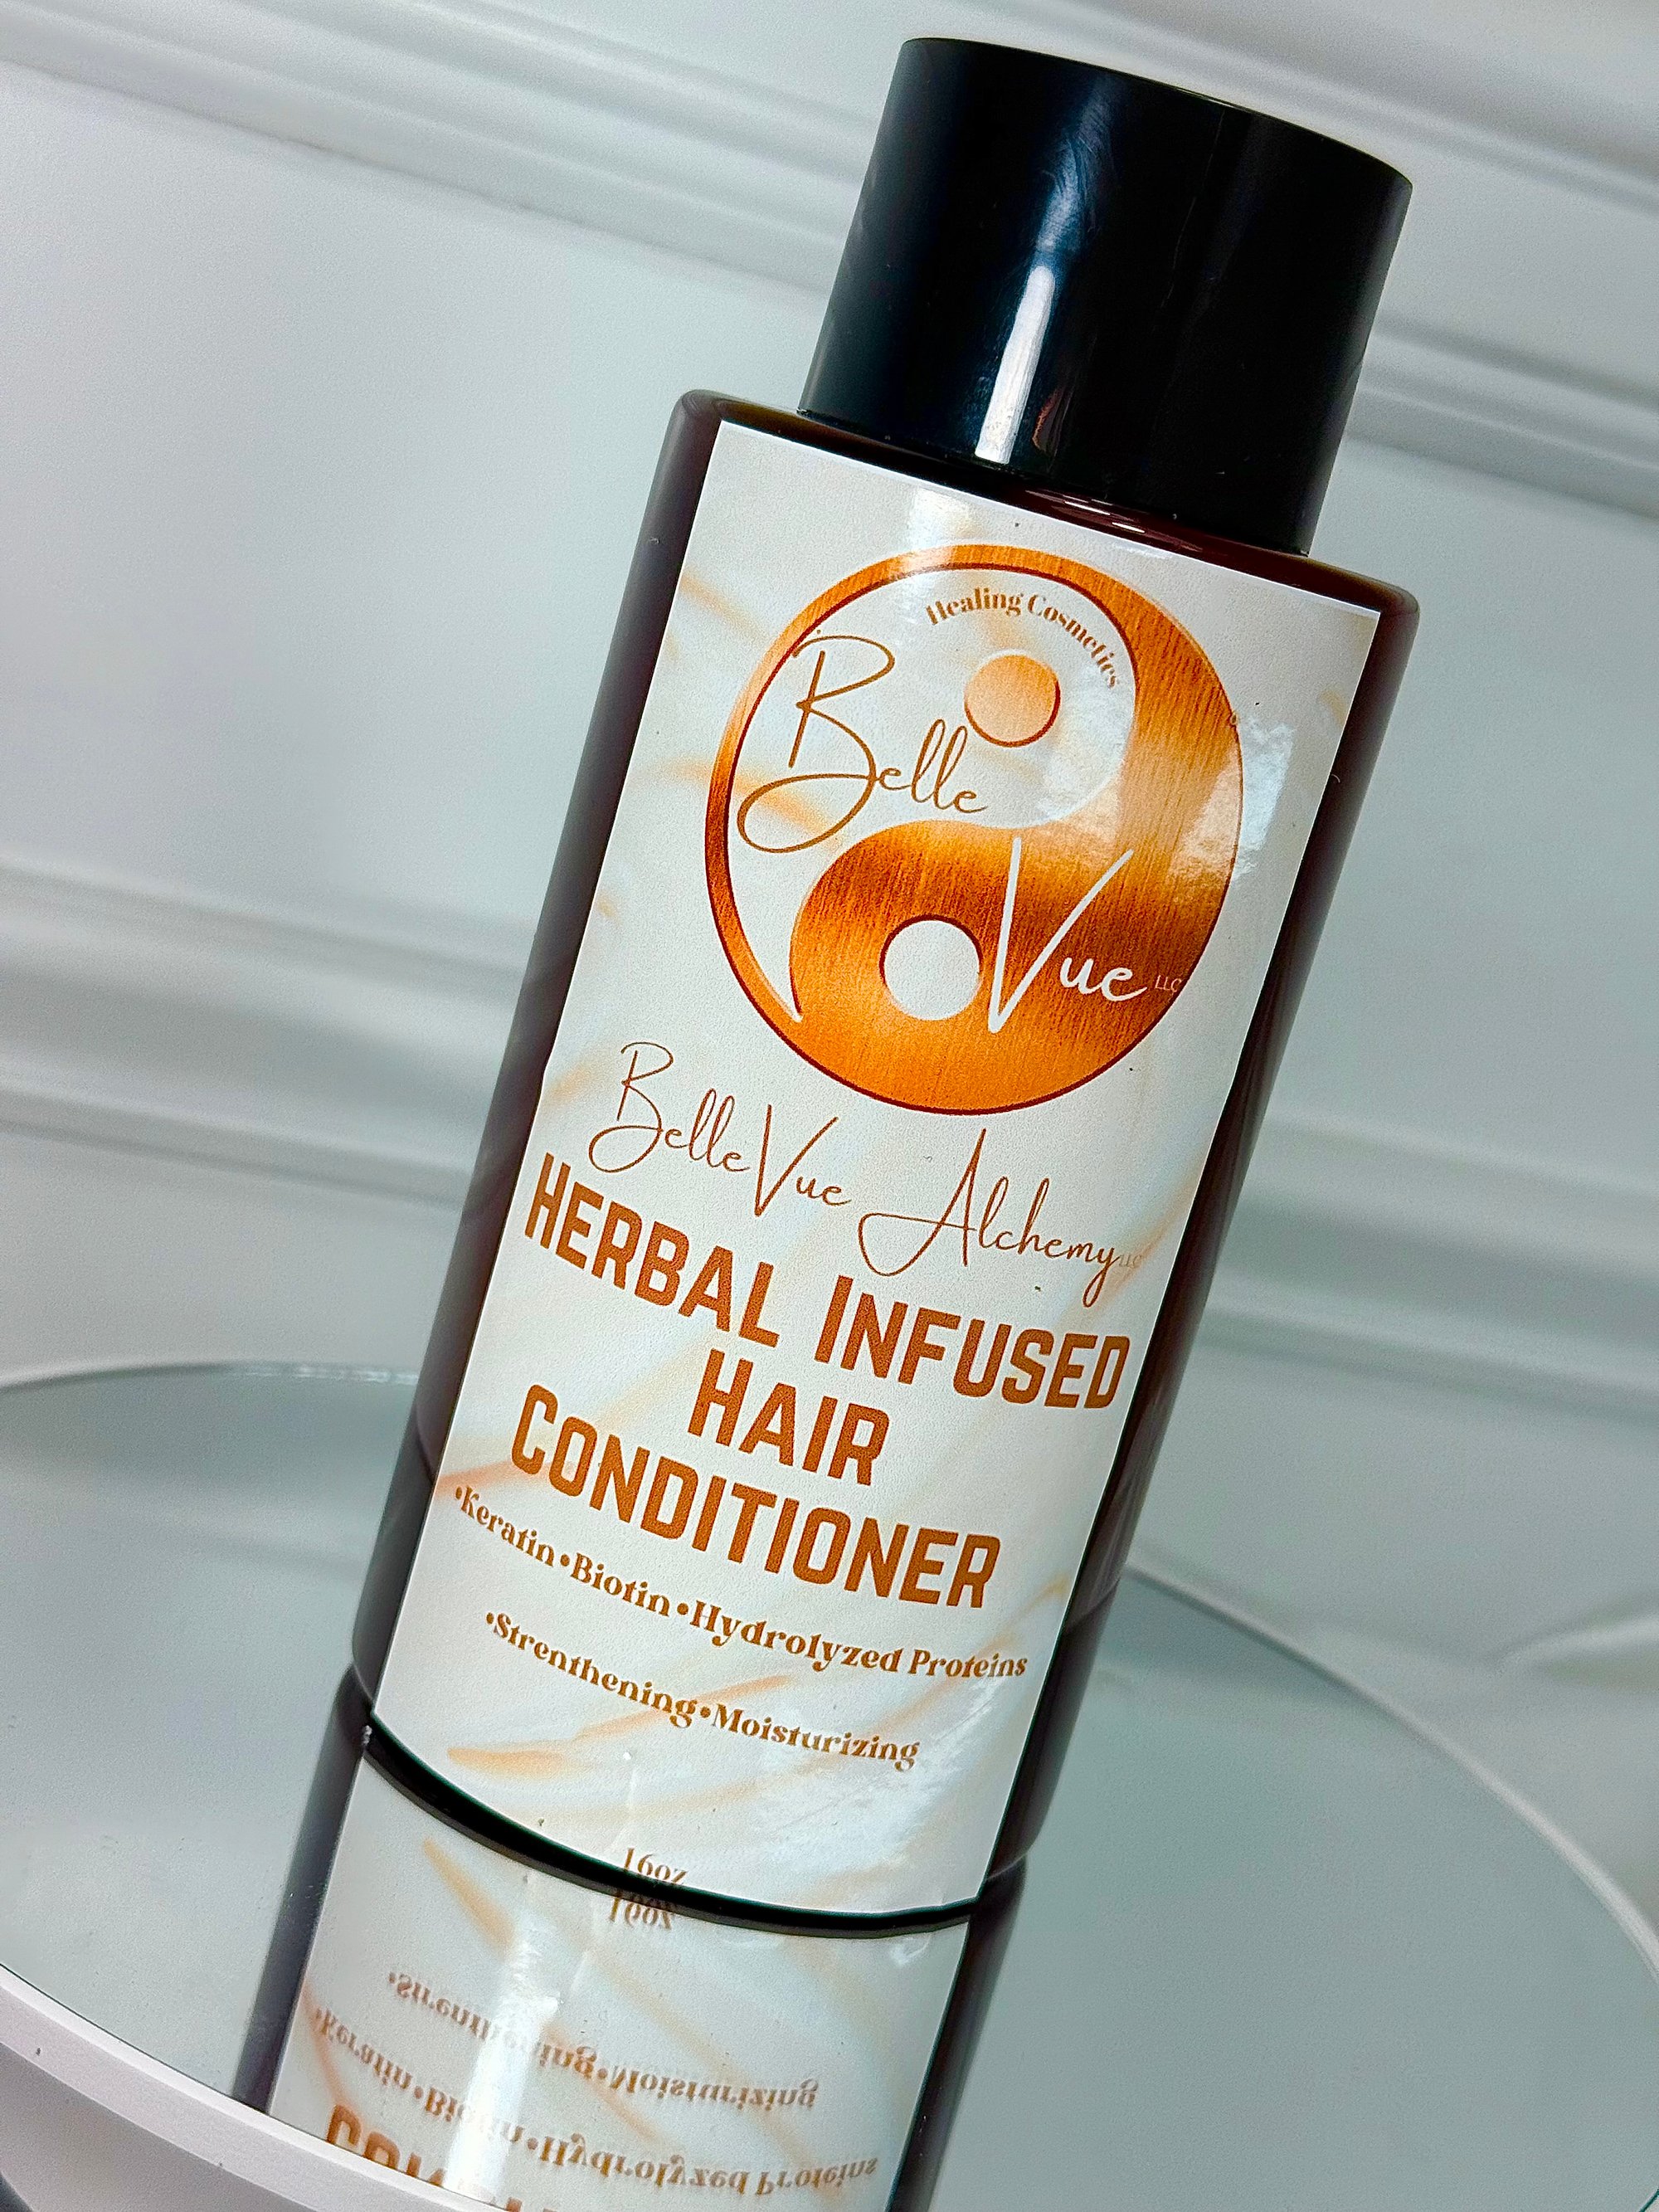 Healing Cosmetics
Belle
Vue LLC
BelleVue Alchemy LLC
HERBAL INFUSED
HAIR
CONDITIONER
•Keratin•Biotin•Hydrolyzed Proteins
•Strenthening•Moisturizing
16oz